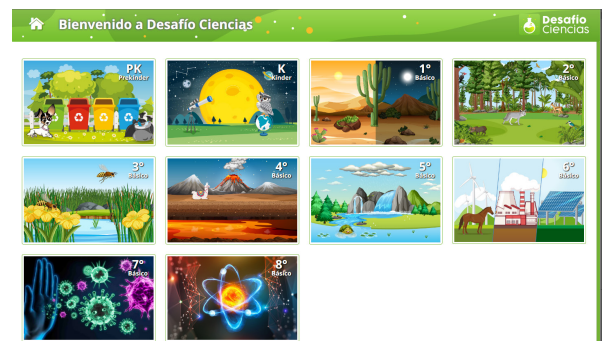 Bienvenido a Desafío Ciencias
Desafío
Ciencias
PK
Prekinder
K
Kinder
1°
Básico
2°
Básico
3°
Básico
4°
Básico
5°
Básico
6°
Básico
7°
Básico
8°
Básico